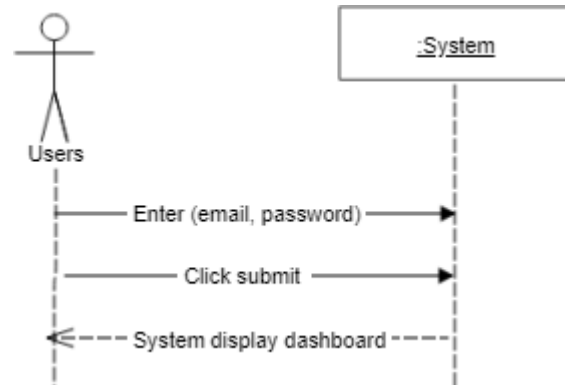 :System
Users
Enter (email, password)
Click submit
System display dashboard